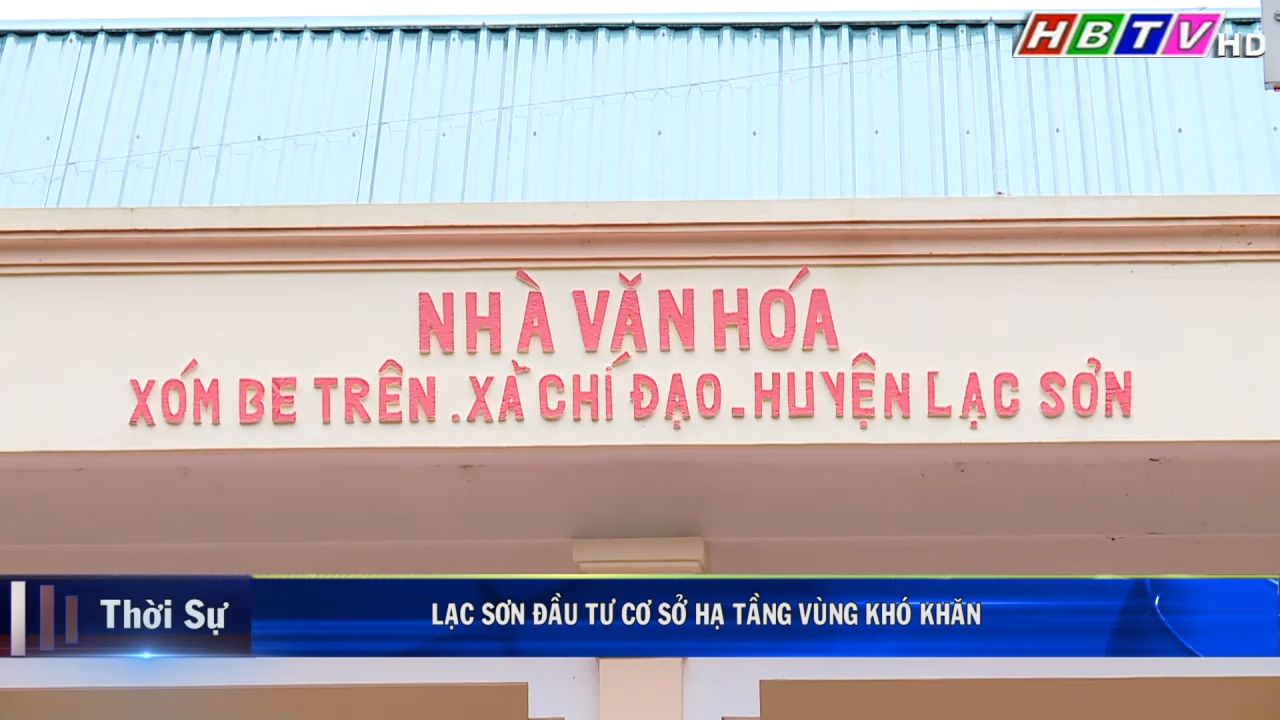 HBTV HD
NHÀ VĂN HÓA
XÓM BE TRÊN . XÃ CHÍ ĐẠO - HUYỆN LẠC SƠN
Thời Sự
LẠC SƠN ĐẦU TƯ CƠ SỞ HẠ TẦNG VÙNG KHÓ KHĂN